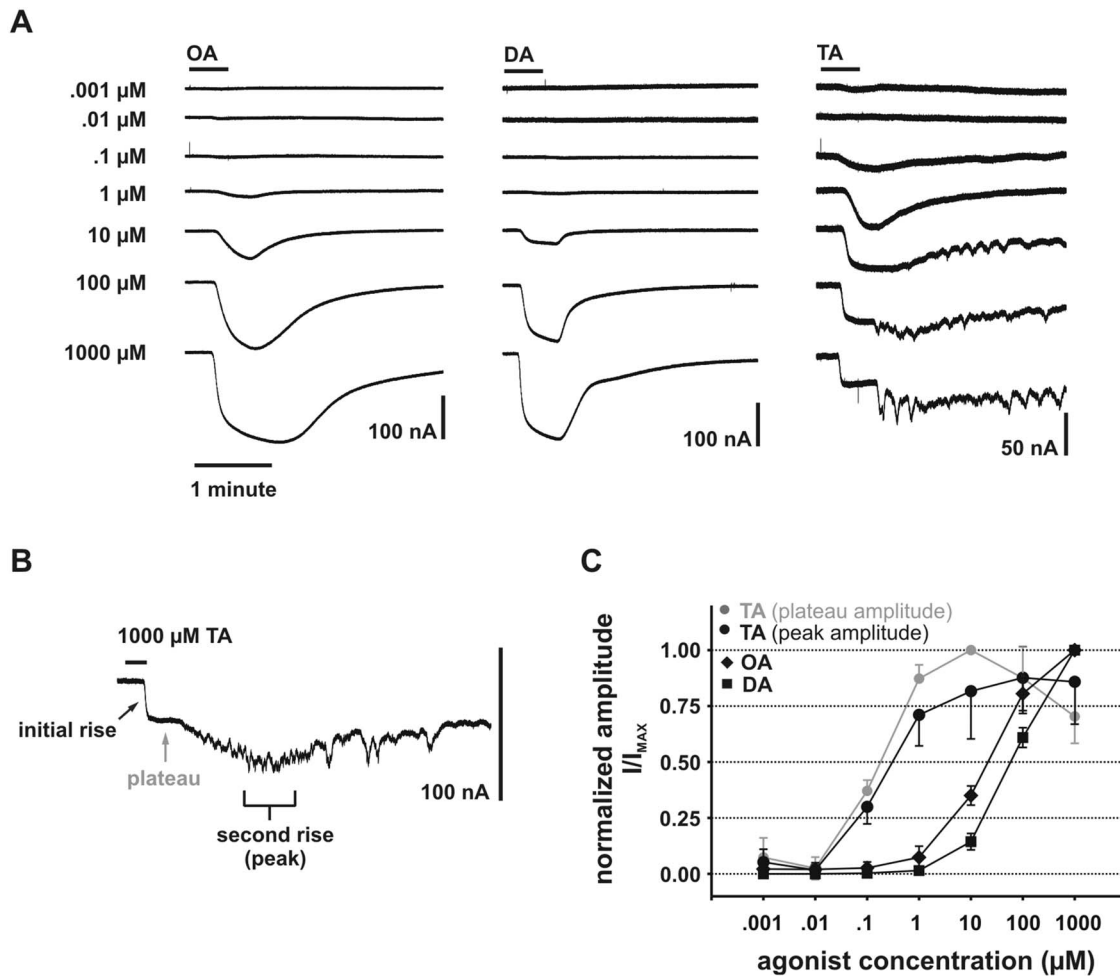 A
OA
DA
TA
.001 µM
.01 µM
.1 µM
1 µM
10 µM
100 µM
1000 µM
100 nA
100 nA
50 nA
1 minute
B
1000 µM TA
initial rise
plateau
100 nA
second rise
(peak)
C
TA (plateau amplitude)
TA (peak amplitude)
OA
DA
normalized amplitude
I/IMAX
1.00
0.75
0.50
0.25
0.00
.001 .01 .1 1 10 100 1000
agonist concentration (µM)